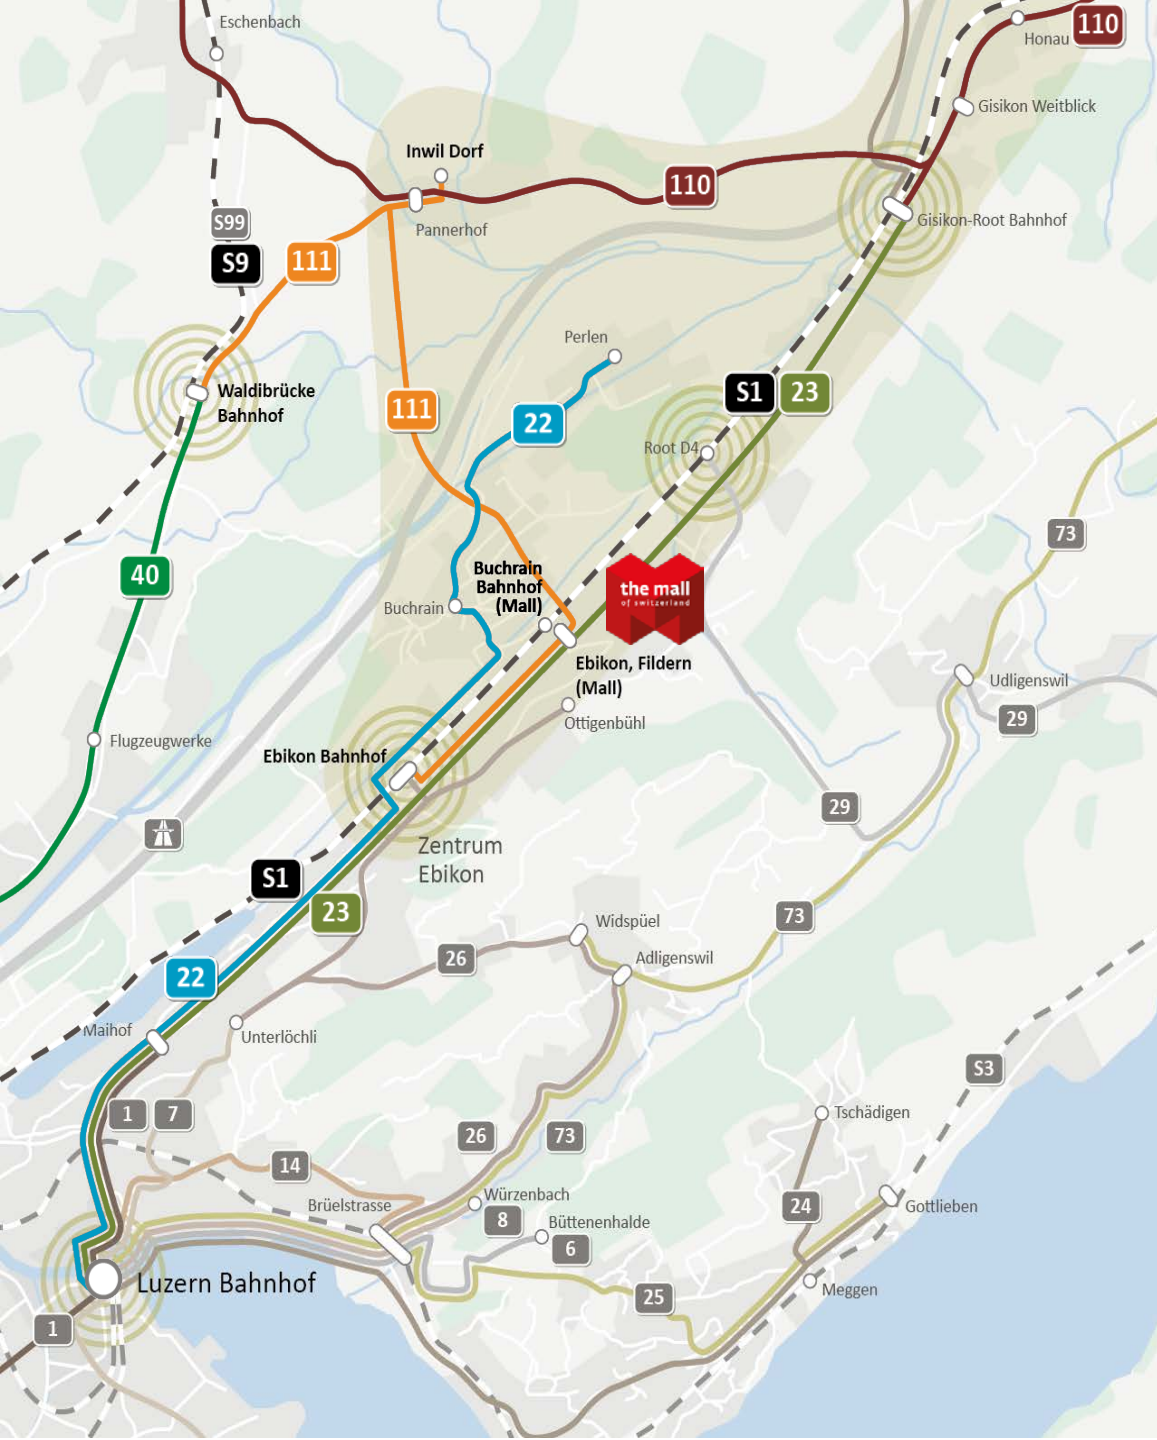 Eschenbach
110
Honau
Gisikon Weitblick
Inwil Dorf
110
S99
Pannerhof
Gisikon-Root Bahnhof
S9
111
Perlen
Waldibrücke
Bahnhof
S1
23
111
22
Root D4
73
40
Buchrain
Bahnhof
(Mall)
the mall
of switzerland
Buchrain
Ebikon, Fildern
(Mall)
Udligenswil
29
Ottigenbühl
Flugzeugwerke
Ebikon Bahnhof
29
Zentrum
Ebikon
S1
23
73
Widspüel
26
Adligenswil
22
Maihof
Unterlöchli
S3
1
7
Tschädigen
26
73
14
Würzenbach
Brüelstrasse
8
Büttenenhalde
6
24
Gottlieben
Luzern Bahnhof
25
Meggen
1